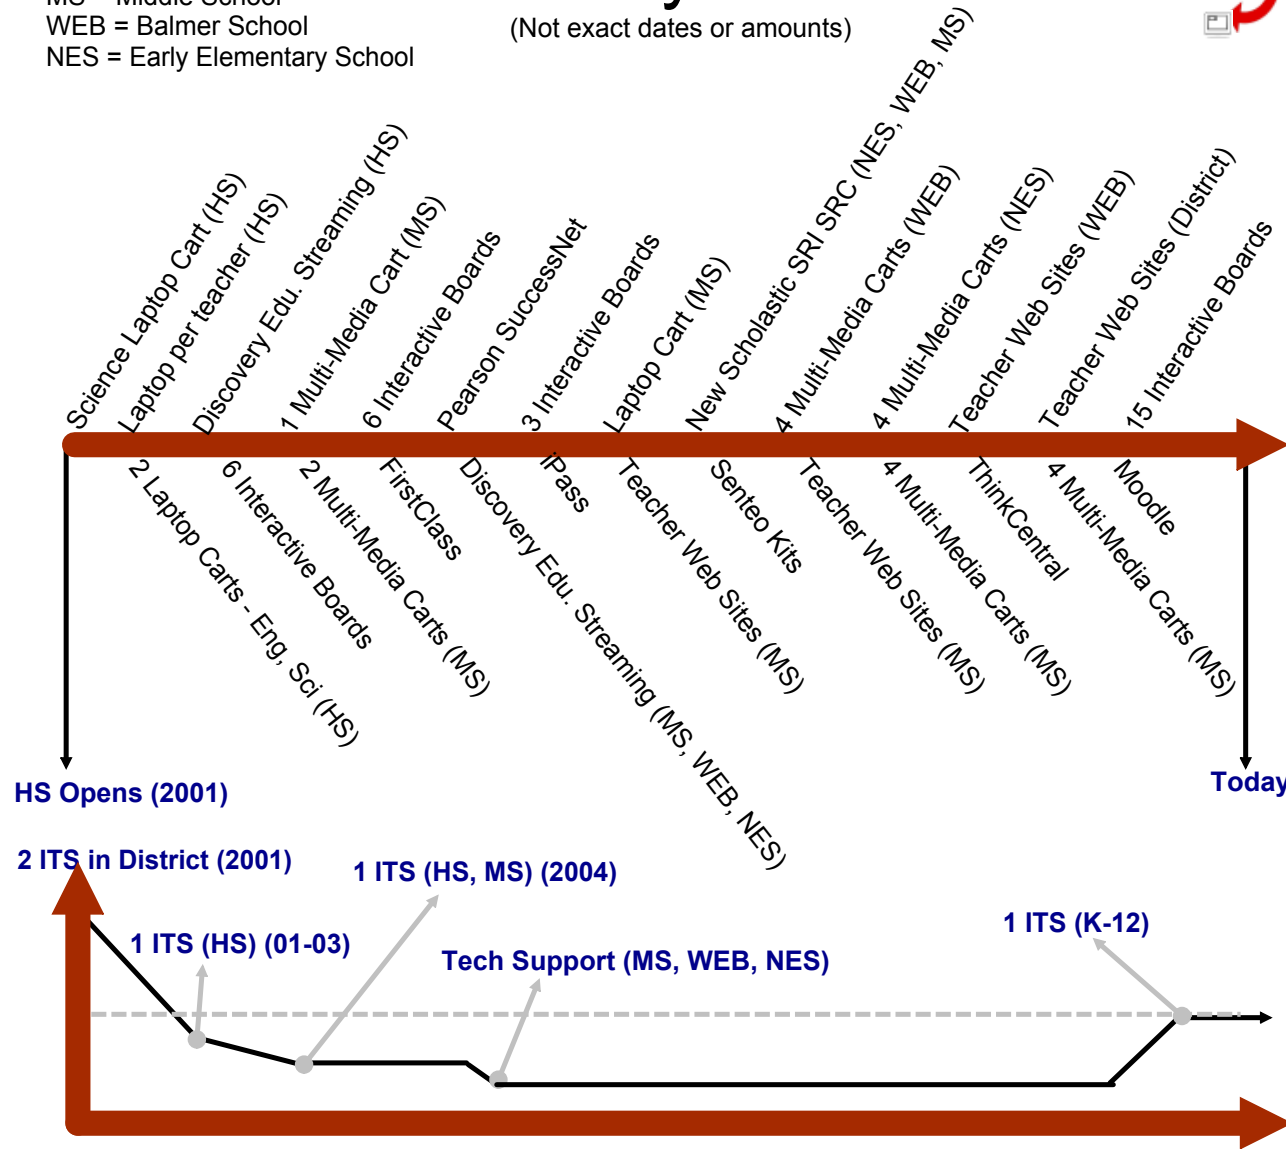 MS = Middle School
WEB = Balmer School
NES = Early Elementary School
(Not exact dates or amounts)
Science Laptop Cart (HS)
Laptop per teacher (HS)
Discovery Edu. Streaming (HS)
1 Multi-Media Cart (MS)
6 Interactive Boards
Pearson SuccessNet
3 Interactive Boards
Laptop Cart (MS)
New Scholastic SRI SRC (NES, WEB, MS)
4 Multi-Media Carts (WEB)
4 Multi-Media Carts (NES)
Teacher Web Sites (WEB)
Teacher Web Sites (District)
15 Interactive Boards
2 Laptop Carts - Eng, Sci (HS)
6 Interactive Boards
2 Multi-Media Carts (MS)
FirstClass
Discovery Edu. Streaming (MS, WEB, NES)
iPass
Teacher Web Sites (MS)
Senteo Kits
Teacher Web Sites (MS)
4 Multi-Media Carts (MS)
ThinkCentral
4 Multi-Media Carts (MS)
Moodle
HS Opens (2001)
Today
2 ITS in District (2001)
1 ITS (HS, MS) (2004)
1 ITS (HS) (01-03)
Tech Support (MS, WEB, NES)
1 ITS (K-12)